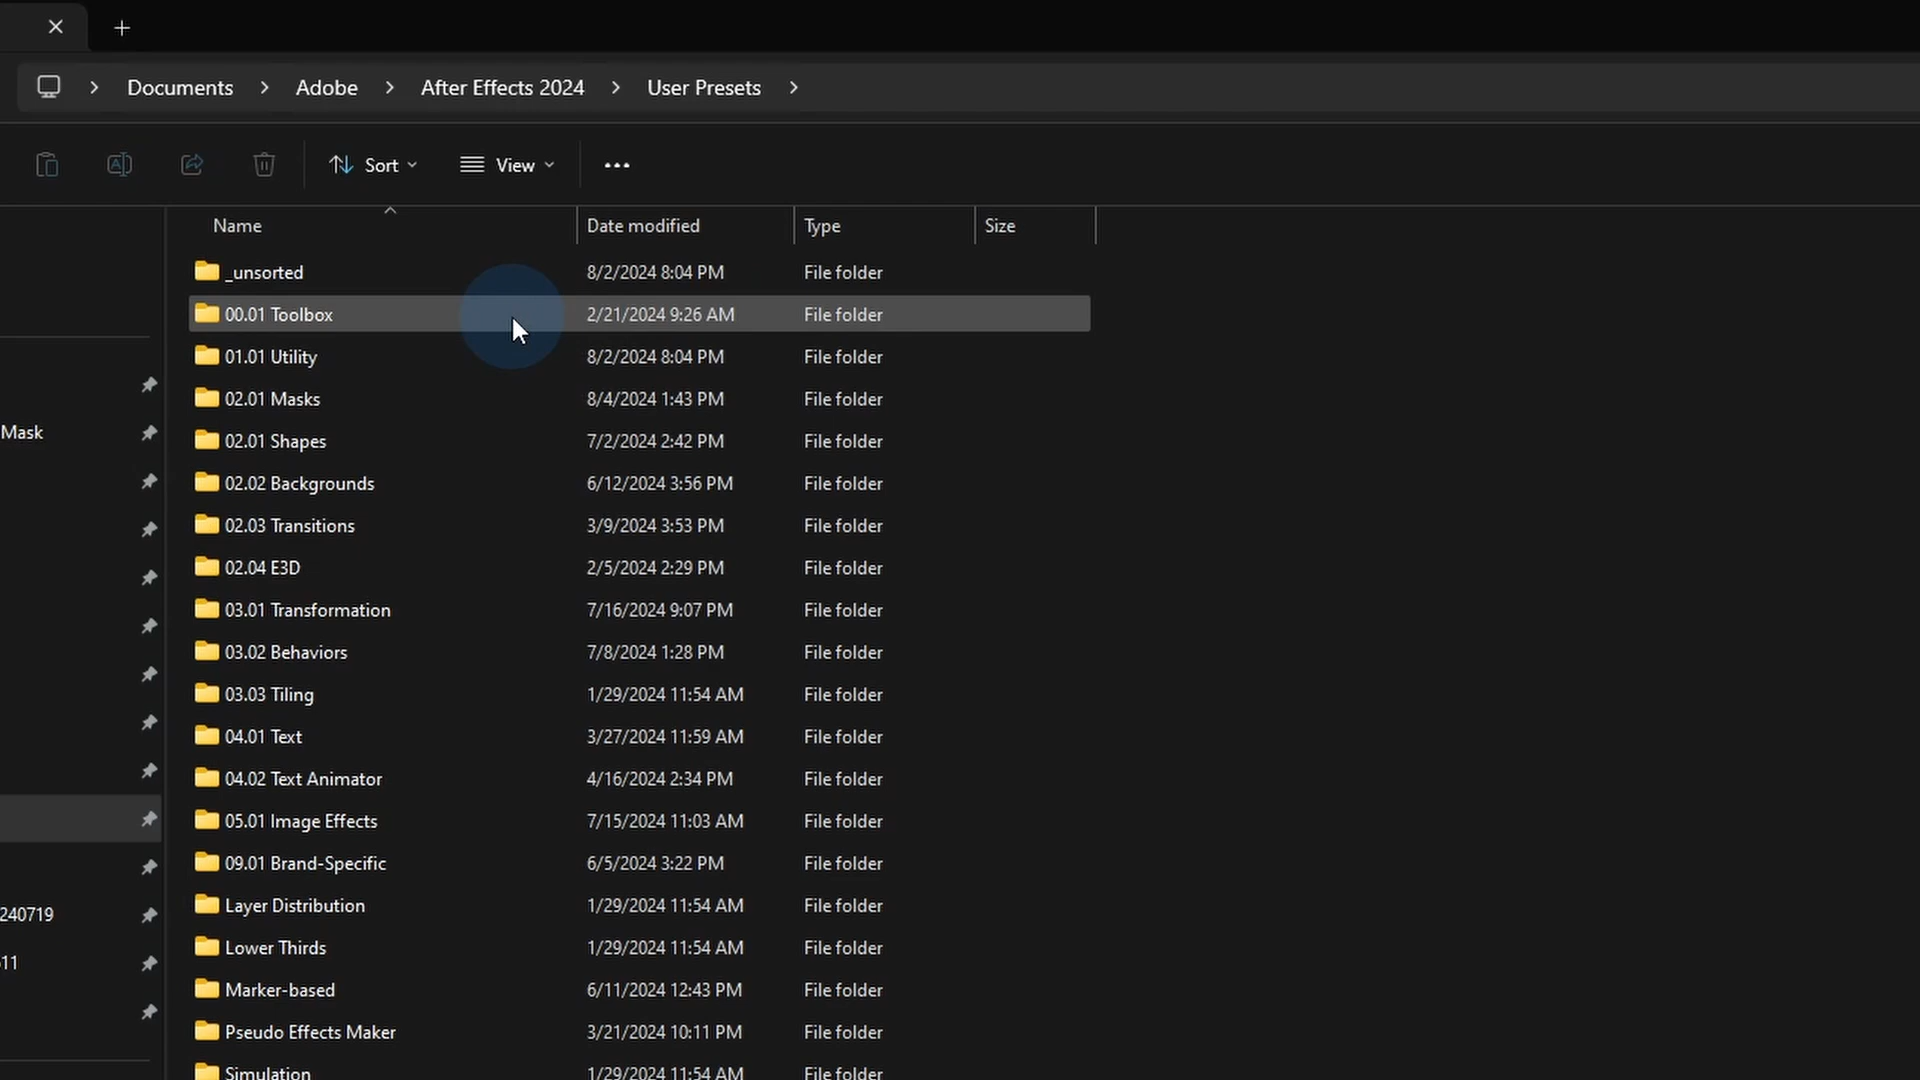 Documents > Adobe > After Effects 2024 > User Presets >
Sort View
Name Date modified Type Size
_unsorted 8/2/2024 8:04 PM File folder
00.01 Toolbox 2/21/2024 9:26 AM File folder
01.01 Utility 8/2/2024 8:04 PM File folder
02.01 Masks 8/4/2024 1:43 PM File folder
Mask
02.01 Shapes 7/2/2024 2:42 PM File folder
02.02 Backgrounds 6/12/2024 3:56 PM File folder
02.03 Transitions 3/9/2024 3:53 PM File folder
02.04 E3D 2/5/2024 2:29 PM File folder
03.01 Transformation 7/16/2024 9:07 PM File folder
03.02 Behaviors 7/8/2024 1:28 PM File folder
03.03 Tiling 1/29/2024 11:54 AM File folder
04.01 Text 3/27/2024 11:59 AM File folder
04.02 Text Animator 4/16/2024 2:34 PM File folder
05.01 Image Effects 7/15/2024 11:03 AM File folder
09.01 Brand-Specific 6/5/2024 3:22 PM File folder
Layer Distribution 1/29/2024 11:54 AM File folder
240719
Lower Thirds 1/29/2024 11:54 AM File folder
11
Marker-based 6/11/2024 12:43 PM File folder
Pseudo Effects Maker 3/21/2024 10:11 PM File folder
Simulation 1/29/2024 11:54 AM File folder